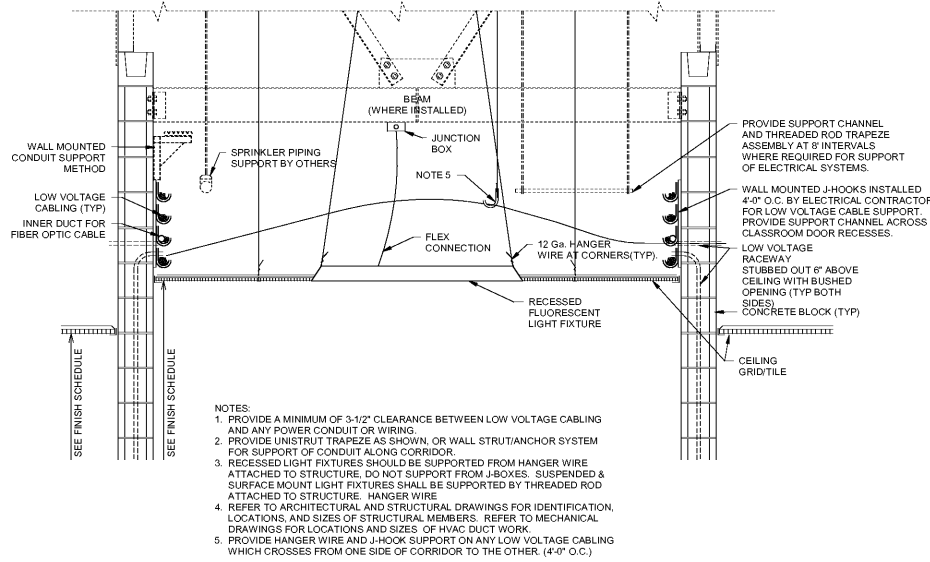 BEAM
(WHERE INSTALLED)
JUNCTION
BOX
WALL MOUNTED
CONDUIT SUPPORT
METHOD
SPRINKLER PIPING
SUPPORT BY OTHERS
NOTE 5
LOW VOLTAGE
CABLING (TYP)
INNER DUCT FOR
FIBER OPTIC CABLE
FLEX
CONNECTION
12 Ga. HANGER
WIRE AT CORNERS(TYP).
RECESSED
FLUORESCENT
LIGHT FIXTURE
PROVIDE SUPPORT CHANNEL
AND THREADED ROD TRAPEZE
ASSEMBLY AT 8' INTERVALS
WHERE REQUIRED FOR SUPPORT
OF ELECTRICAL SYSTEMS.
WALL MOUNTED J-HOOKS INSTALLED
4'-0" O.C. BY ELECTRICAL CONTRACTOR
FOR LOW VOLTAGE CABLE SUPPORT.
PROVIDE SUPPORT CHANNEL ACROSS
CLASSROOM DOOR RECESSES.
LOW VOLTAGE
RACEWAY
STUBBED OUT 6" ABOVE
CEILING WITH BUSHED
OPENING (TYP BOTH
SIDES)
CONCRETE BLOCK (TYP)
CEILING
GRID/TILE
SEE FINISH SCHEDULE
SEE FINISH SCHEDULE
NOTES:
1. PROVIDE A MINIMUM OF 3-1/2" CLEARANCE BETWEEN LOW VOLTAGE CABLING
AND ANY POWER CONDUIT OR WIRING.
2. PROVIDE UNISTRUT TRAPEZE AS SHOWN, OR WALL STRUT/ANCHOR SYSTEM
FOR SUPPORT OF CONDUIT ALONG CORRIDOR.
3. RECESSED LIGHT FIXTURES SHOULD BE SUPPORTED FROM HANGER WIRE
ATTACHED TO STRUCTURE, DO NOT SUPPORT FROM J-BOXES. SUSPENDED &
SURFACE MOUNT LIGHT FIXTURES SHALL BE SUPPORTED BY THREADED ROD
ATTACHED TO STRUCTURE. HANGER WIRE
4. REFER TO ARCHITECTURAL AND STRUCTURAL DRAWINGS FOR IDENTIFICATION,
LOCATIONS, AND SIZES OF STRUCTURAL MEMBERS. REFER TO MECHANICAL
DRAWINGS FOR LOCATIONS AND SIZES OF HVAC DUCT WORK.
5. PROVIDE HANGER WIRE AND J-HOOK SUPPORT ON ANY LOW VOLTAGE CABLING
WHICH CROSSES FROM ONE SIDE OF CORRIDOR TO THE OTHER. (4'-0" O.C.)